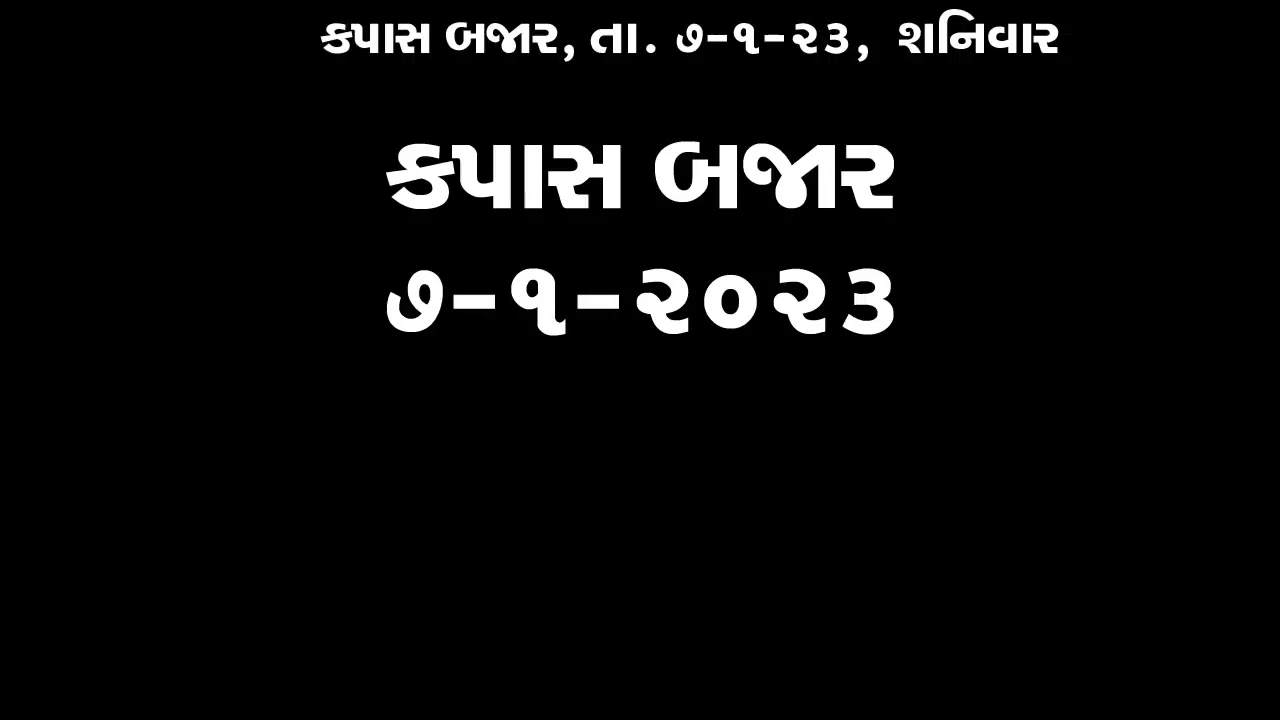 કપાસ બજાર, તા. ૭-૧-૨૩, શનિવાર
કપાસ બજાર
૭-૧-૨૦૨૩